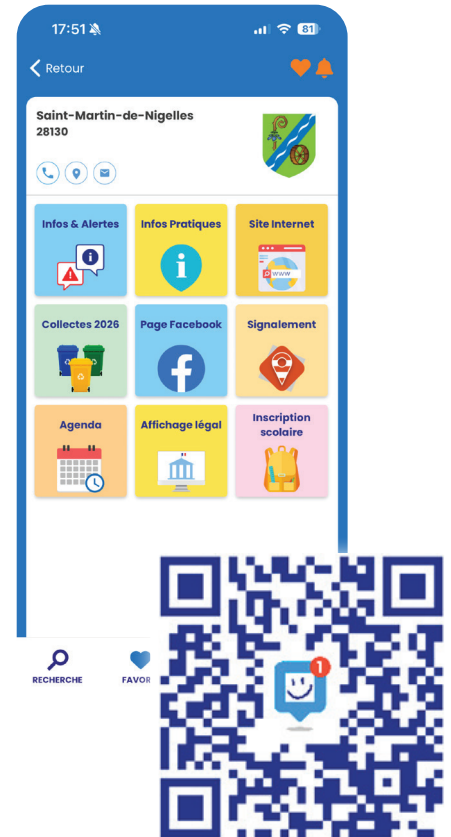 17:51
81
Retour
Saint-Martin-de-Nigelles
28130
Infos & Alertes
Infos Pratiques
Site Internet
www
Collectes 2026
Page Facebook
Signalement
Agenda
Affichage légal
Inscription
scolaire
1
RECHERCHE
FAVOR